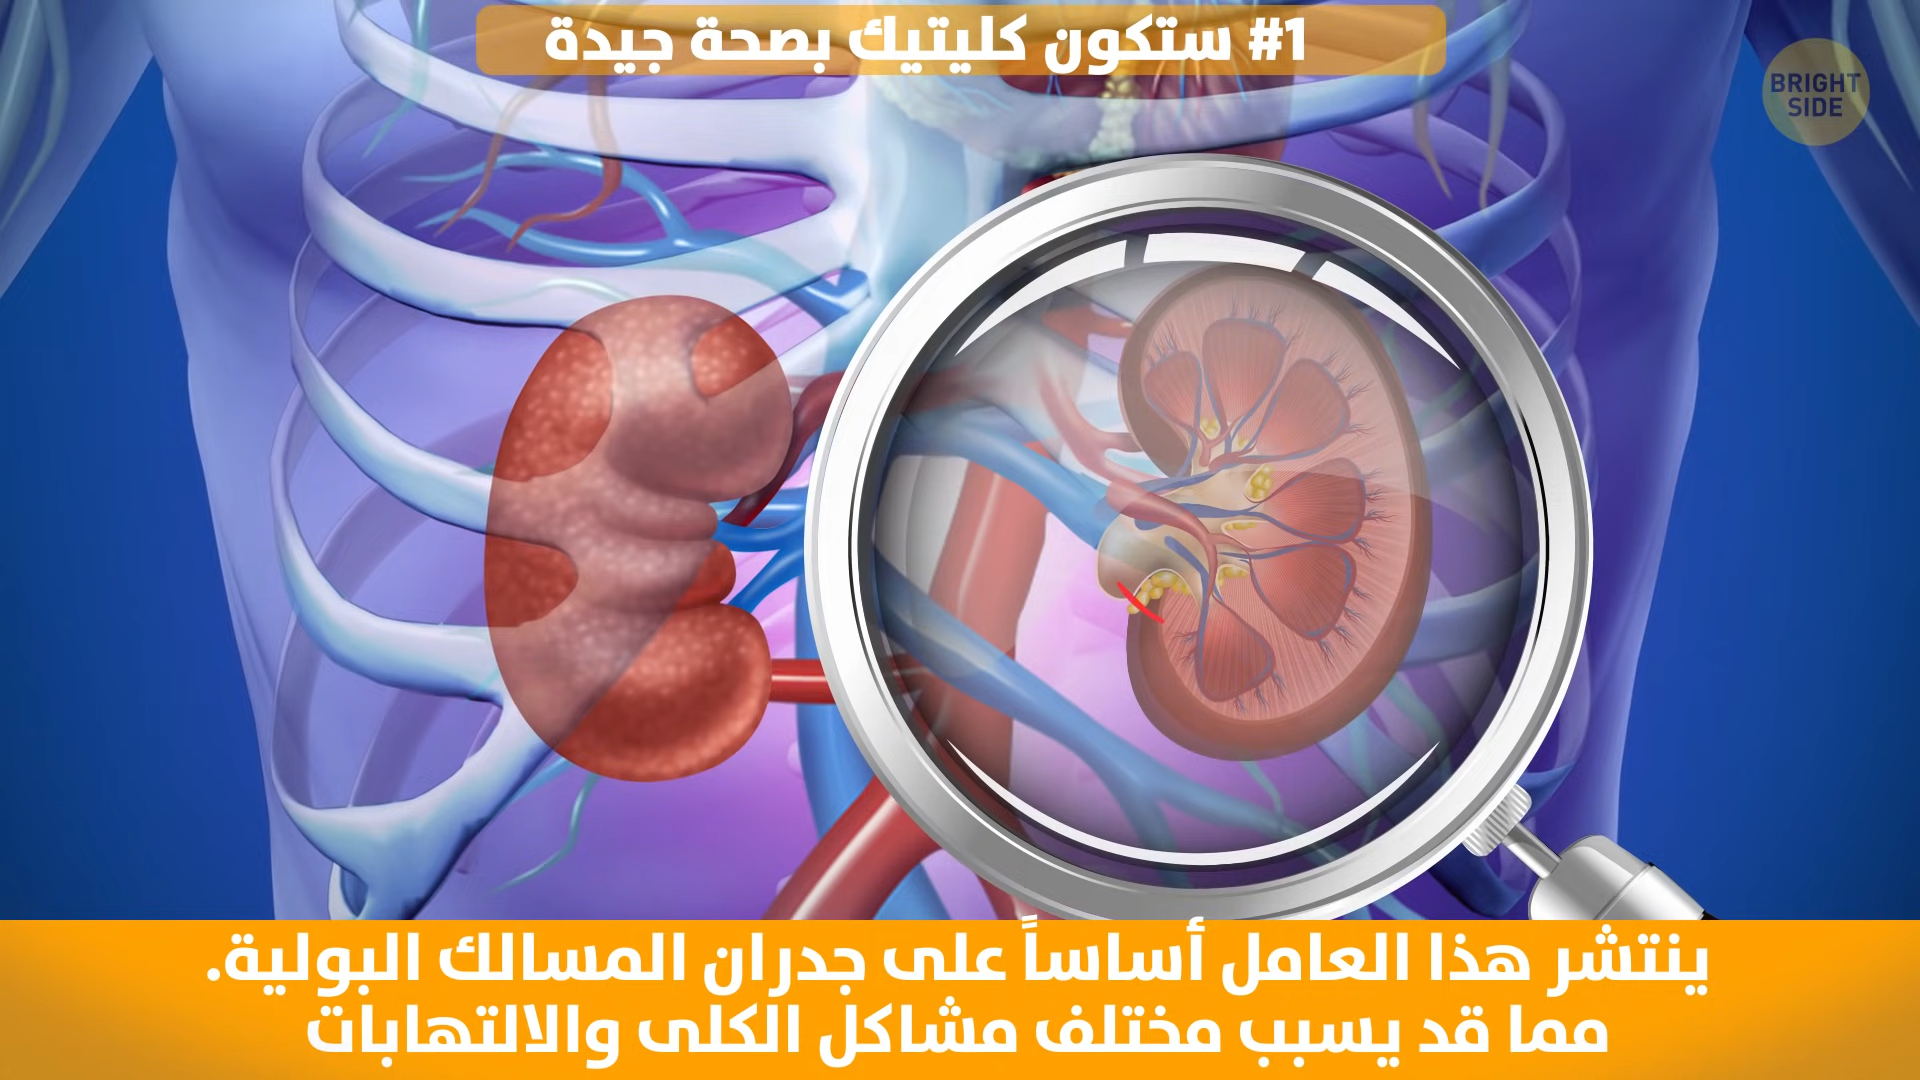 #1 ستكون كليتيك بصحة جيدة
BRIGHT
SIDE
ينتشر هذا العامل أساساً على جدران المسالك البولية.
مما قد يسبب مختلف مشاكل الكلى والالتهابات